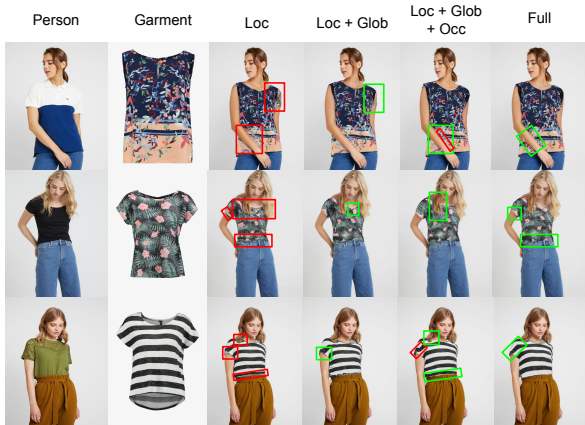 Person
Garment
Loc
Loc + Glob
Loc + Glob
+ Occ
Full